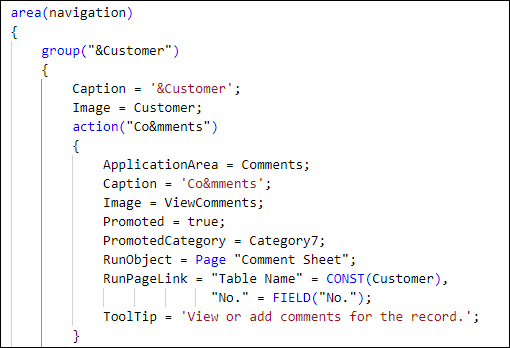 area(navigation)
{
group("&Customer")
{
Caption = '&Customer';
Image = Customer;
action("Co&mments")
{
ApplicationArea = Comments;
Caption = 'Co&mments';
Image = ViewComments;
Promoted = true;
PromotedCategory = Category7;
RunObject = Page "Comment Sheet";
RunPageLink = "Table Name" = CONST(Customer),
"No." = FIELD("No.");
ToolTip = 'View or add comments for the record.';
}